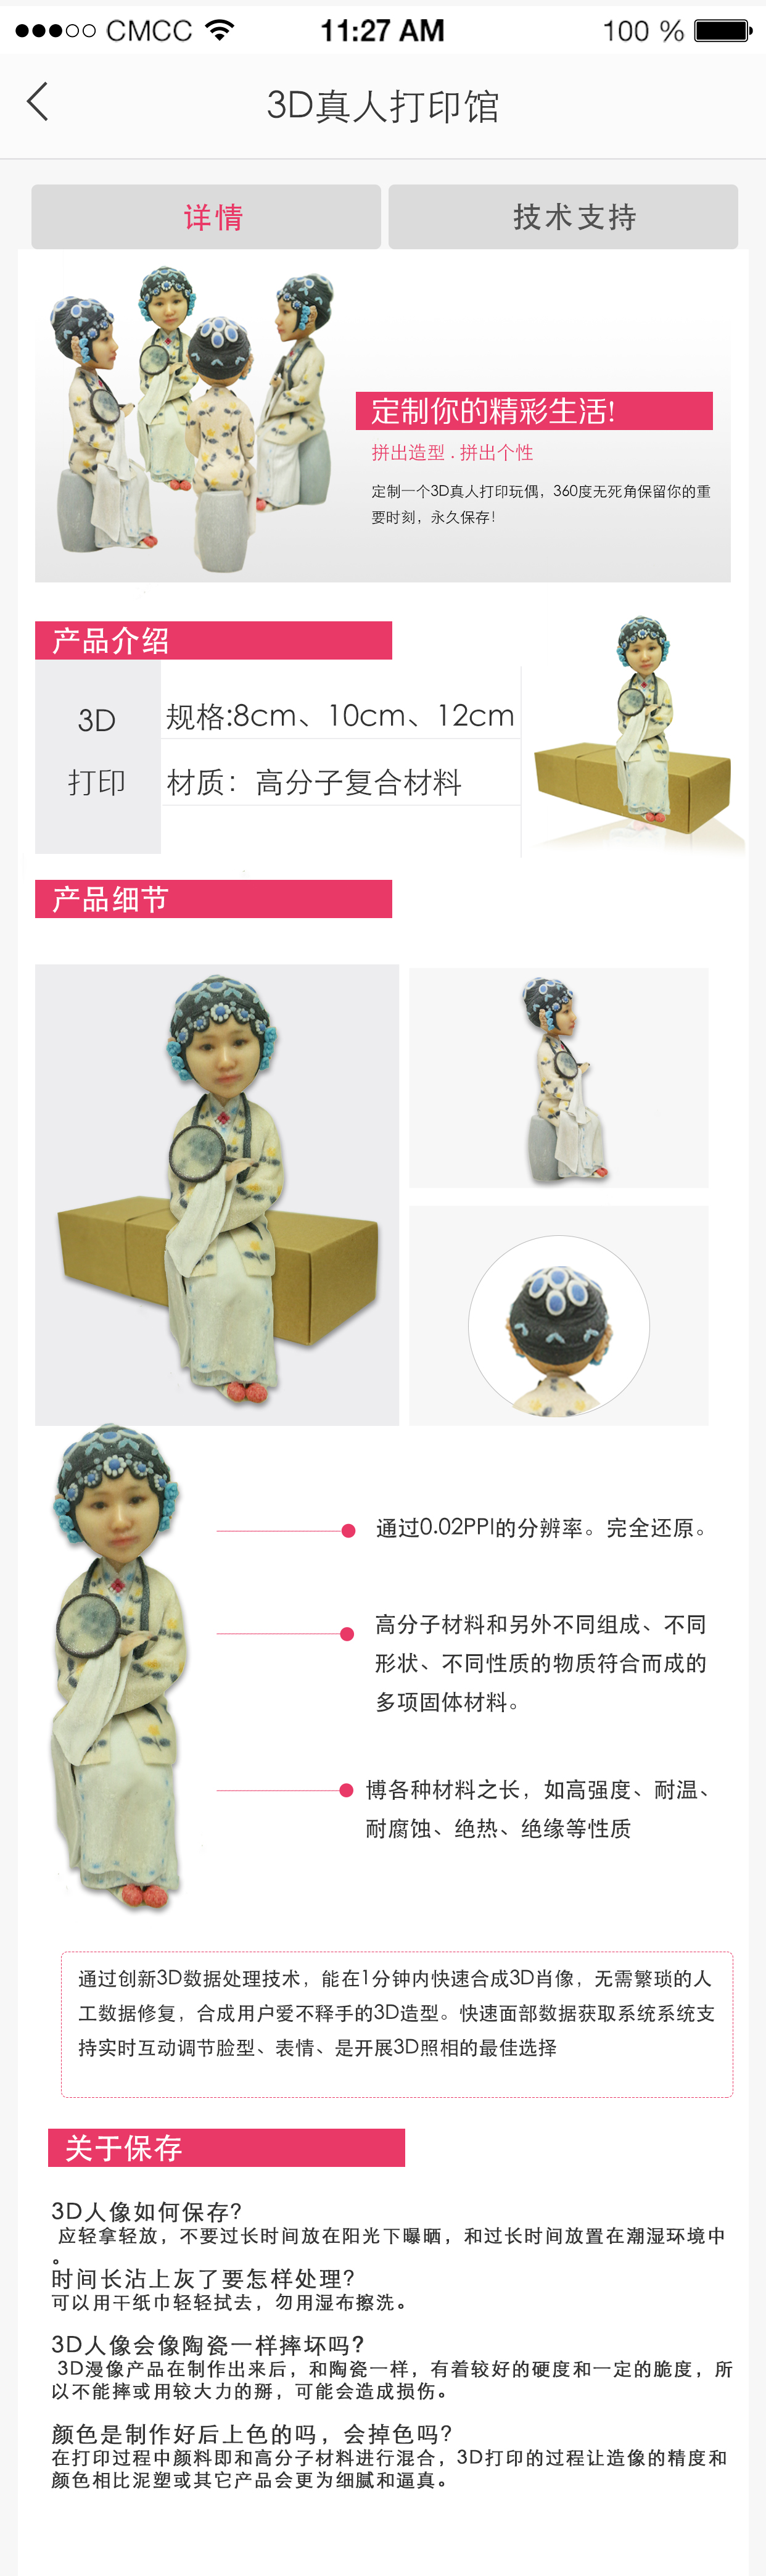 CMCC
11:27 AM
100 %
3D真人打印馆
详情
技术支持
定制你的精彩生活!
拼出造型 . 拼出个性
定制一个3D真人打印玩偶，360度无死角保留你的重
要时刻，永久保存！
产品介绍
3D
打印
规格:8cm、10cm、12cm
材质：高分子复合材料
产品细节
通过0.02PPI的分辨率。完全还原。
高分子材料和另外不同组成、不同
形状、不同性质的物质符合而成的
多项固体材料。
博各种材料之长，如高强度、耐温、
耐腐蚀、绝热、绝缘等性质
通过创新3D数据处理技术，能在1分钟内快速合成3D肖像，无需繁琐的人
工数据修复，合成用户爱不释手的3D造型。快速面部数据获取系统系统支
持实时互动调节脸型、表情、是开展3D照相的最佳选择
关于保存
3D人像如何保存?
应轻拿轻放，不要过长时间放在阳光下曝晒，和过长时间放置在潮湿环境中
。
时间长沾上灰了要怎样处理?
可以用干纸巾轻轻拭去，勿用湿布擦洗。
3D人像会像陶瓷一样摔坏吗?
3D漫像产品在制作出来后，和陶瓷一样，有着较好的硬度和一定的脆度，所
以不能摔或用较大力的掰，可能会造成损伤。
颜色是制作好后上色的吗，会掉色吗?
在打印过程中颜料即和高分子材料进行混合，3D打印的过程让造像的精度和
颜色相比泥塑或其它产品会更为细腻和逼真。